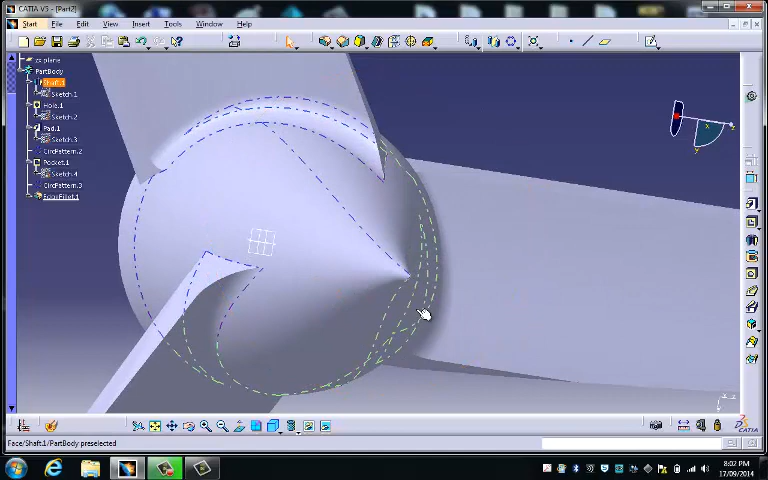 CATIA V5 - [Part2]
Start File Edit View Insert Tools Window Help
zx plane
PartBody
Shaft.1
Sketch.1
Hole.1
Sketch.2
Pad.1
Sketch.3
CircPattern.2
Pocket.1
Sketch.4
CircPattern.3
EdgeFillet.1
x
y
z
CATIA
Face/Shaft.1/PartBody preselected
8:02 PM
17/09/2014